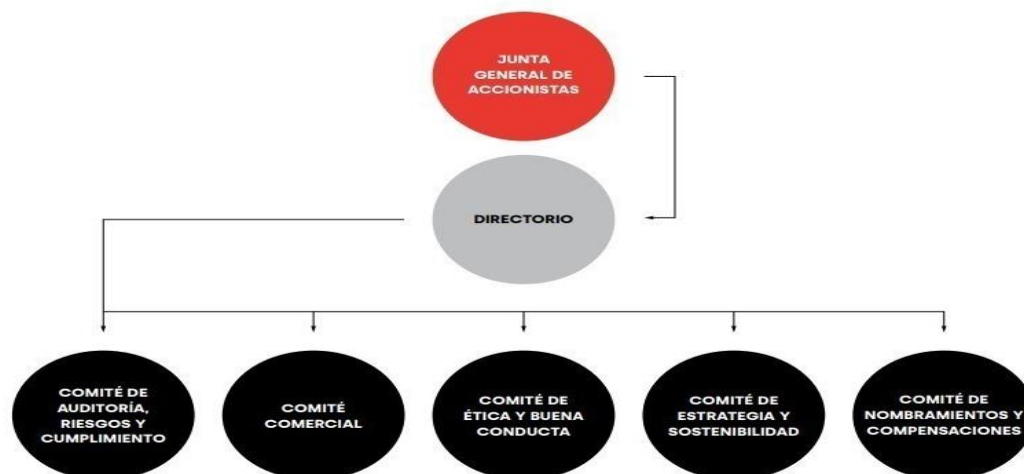 JUNTA
GENERAL DE
ACCIONISTAS
DIRECTORIO
COMITÉ DE
AUDITORÍA,
RIESGOS Y
CUMPLIMIENTO
COMITÉ
COMERCIAL
COMITÉ DE
ÉTICA Y BUENA
CONDUCTA
COMITÉ DE
ESTRATEGIA Y
SOSTENIBILIDAD
COMITÉ DE
NOMBRAMIENTOS Y
COMPENSACIONES